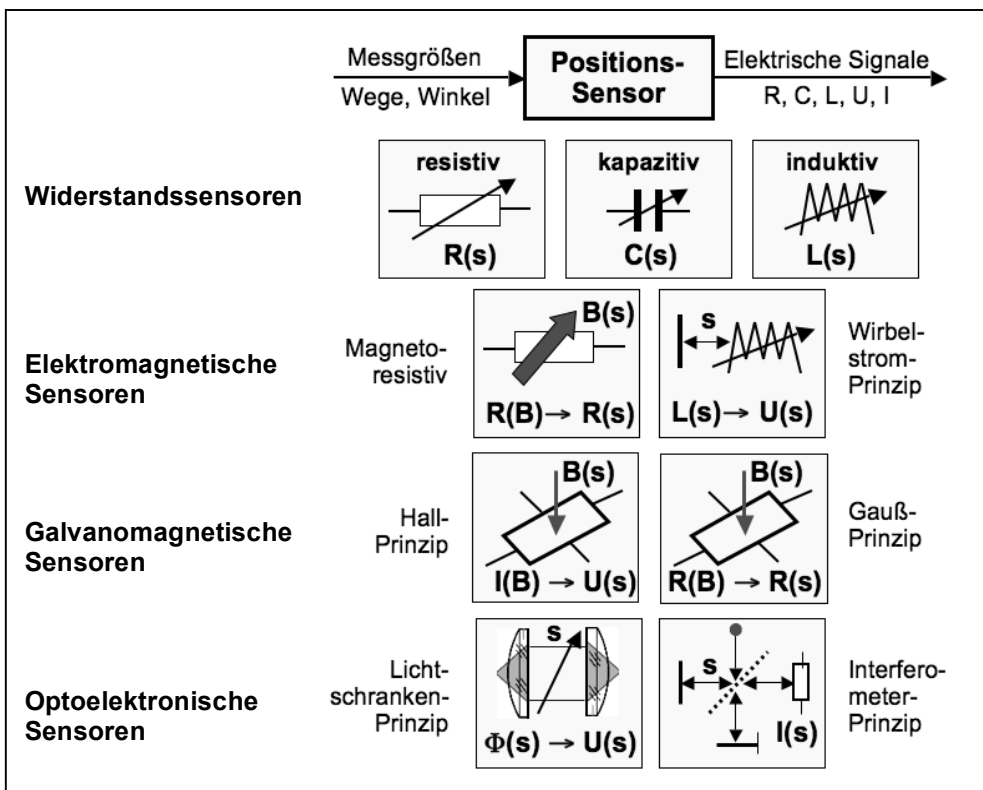 Messgrößen
Wege, Winkel
Positions-
Sensor
Elektrische Signale
R, C, L, U, I
Widerstandssensoren
resistiv
R(s)
kapazitiv
C(s)
induktiv
L(s)
Elektromagnetische
Sensoren
Magneto-
resistiv
B(s)
R(B) → R(s)
s
L(s) → U(s)
Wirbel-
strom-
Prinzip
Galvanomagnetische
Sensoren
Hall-
Prinzip
B(s)
I(B) → U(s)
B(s)
R(B) → R(s)
Gauß-
Prinzip
Optoelektronische
Sensoren
Licht-
schranken-
Prinzip
s
Φ(s) → U(s)
s
I(s)
Interfero-
meter-
Prinzip